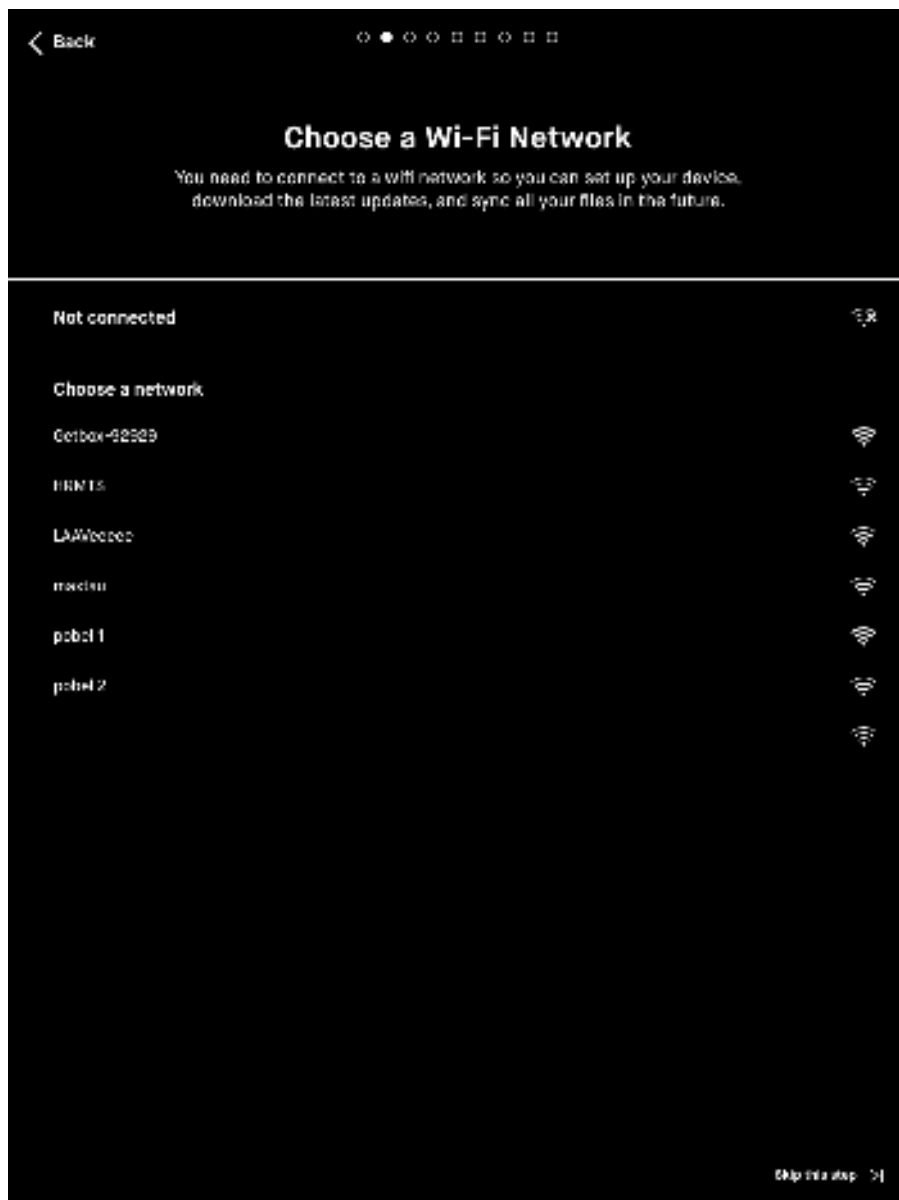 Back
Choose a Wi-Fi Network
You need to connect to a wifi network so you can set up your device,
download the latest updates, and sync all your files in the future.
Not connected
Choose a network
pobel 1
pobel 2
Skip this step